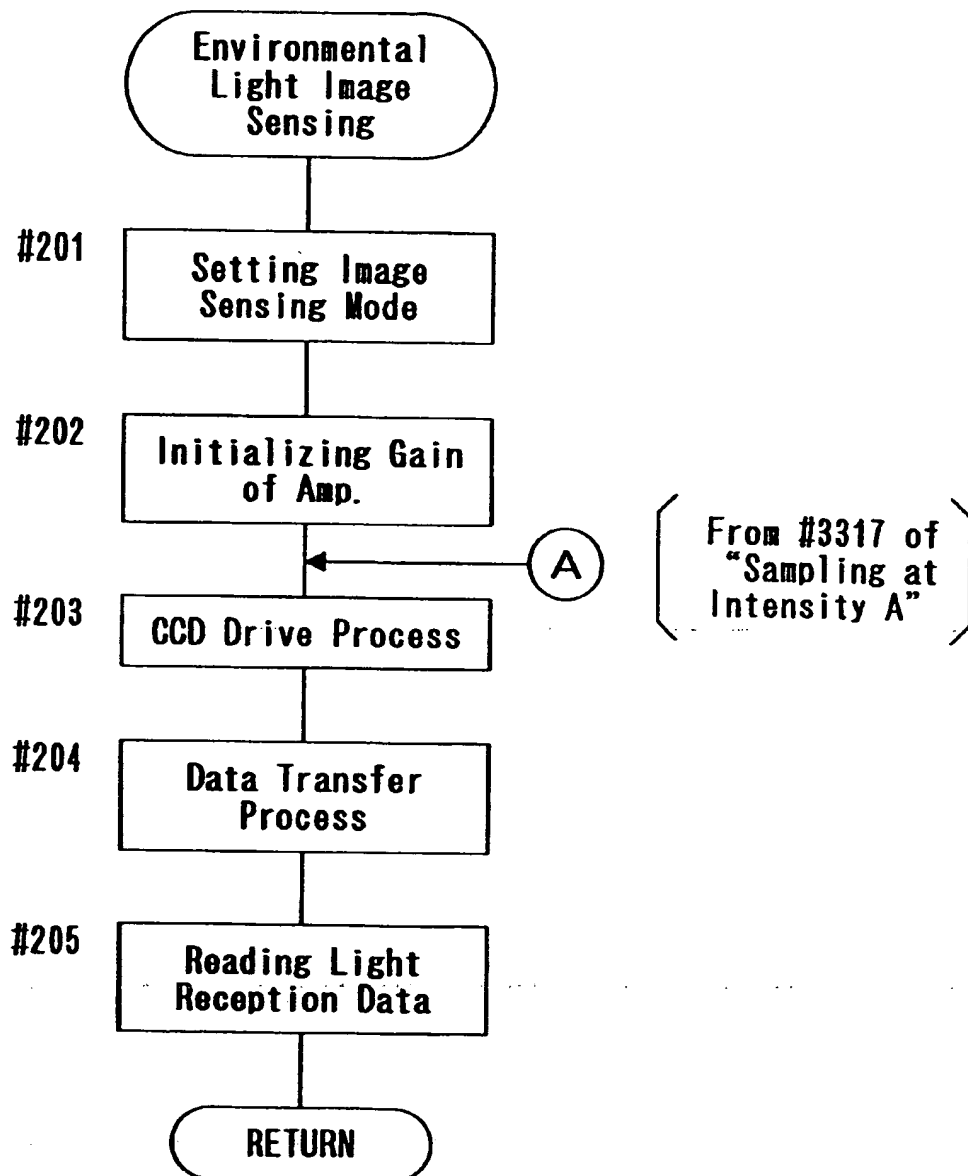 Environmental
Light Image
Sensing
#201
Setting Image
Sensing Mode
#202
Initializing Gain
of Amp.
A
From #3317 of
“Sampling at
Intensity A”
#203
CCD Drive Process
#204
Data Transfer
Process
#205
Reading Light
Reception Data
RETURN